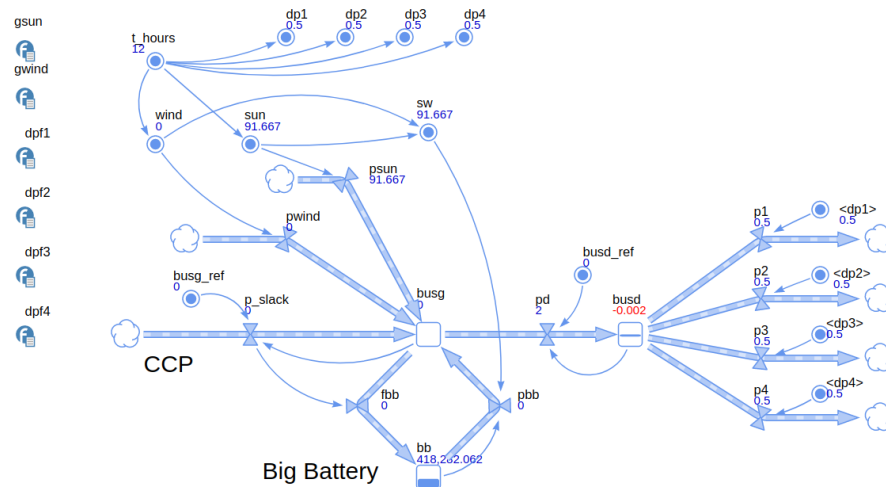 gsun
gwind
dpf1
dpf2
dpf3
dpf4
t_hours
12
dp1
0.5
dp2
0.5
dp3
0.5
dp4
0.5
wind
0
sun
91.667
sw
91.667
psun
91.667
pwind
0
busg_ref
0
p_slack
0
busg
0
pd
2
busd_ref
0
busd
-0.002
p1
0.5
<dp1>
0.5
p2
0.5
<dp2>
0.5
p3
0.5
<dp3>
0.5
p4
0.5
<dp4>
0.5
CCP
fbb
0
pbb
0
bb
Big Battery